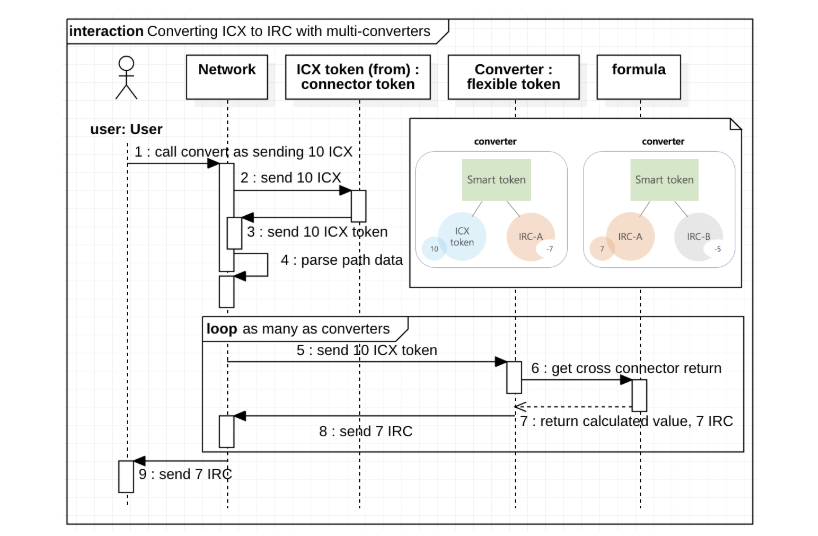 interaction Converting ICX to IRC with multi-converters
Network
ICX token (from) :
connector token
Converter :
flexible token
formula
user: User
1 : call convert as sending 10 ICX
2 : send 10 ICX
3 : send 10 ICX token
4 : parse path data
converter
Smart token
ICX
token
10
IRC-A
-7
converter
Smart token
IRC-A
7
IRC-B
-5
loop as many as converters
5 : send 10 ICX token
6 : get cross connector return
7 : return calculated value, 7 IRC
8 : send 7 IRC
9 : send 7 IRC